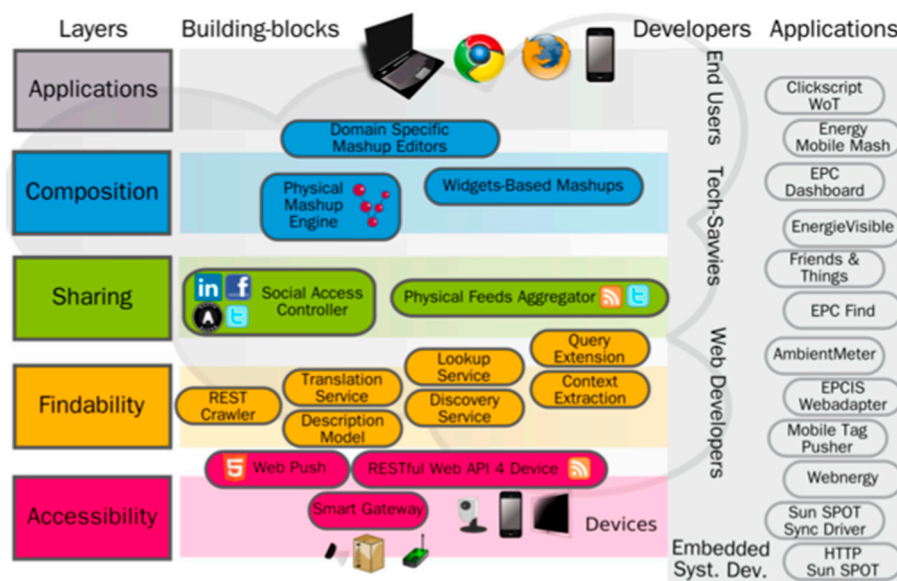 Layers
Building-blocks
Developers
Applications
Applications
Composition
Sharing
Findability
Accessibility
Domain Specific
Mashup Editors
Physical
Mashup
Engine
Widgets-Based Mashups
in
f
Social Access
Controller
A
t
Physical Feeds Aggregator
t
REST
Crawler
Translation
Service
Description
Model
Lookup
Service
Discovery
Service
Query
Extension
Context
Extraction
5
Web Push
RESTful Web API 4 Device
Smart Gateway
Devices
End Users
Tech-Savvies
Web Developers
Embedded
Syst. Dev.
Clickscript
WoT
Energy
Mobile Mash
EPC
Dashboard
EnergieVisible
Friends &
Things
EPC Find
AmbientMeter
EPCIS
Webadapter
Mobile Tag
Pusher
Webnergy
Sun SPOT
Sync Driver
HTTP
Sun SPOT